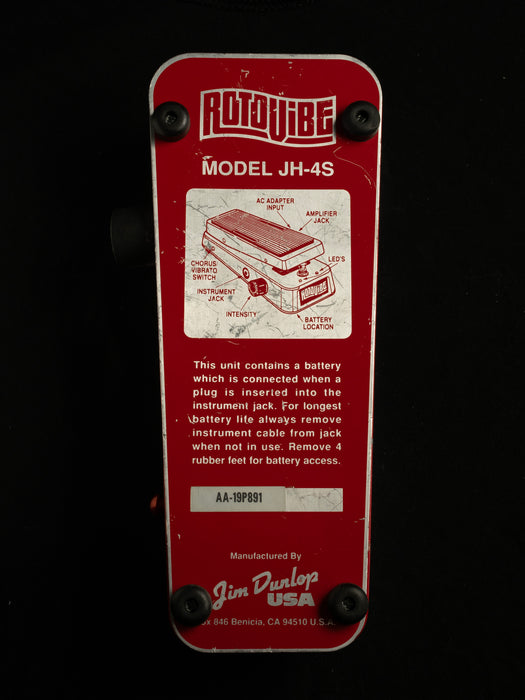 ROTOVIBE
MODEL JH-4S
AC ADAPTER
INPUT
AMPLIFIER
JACK
LED'S
CHORUS/
VIBRATO
SWITCH
INSTRUMENT
JACK
INTENSITY
ROTOVIBE
BATTERY
LOCATION
This unit contains a battery
which is connected when a
plug is inserted into the
instrument jack. For longest
battery life always remove
instrument cable from jack
when not in use. Remove 4
rubber feet for battery access.
AA-19P891
Manufactured By
Jim Dunlop
USA
846 Benicia, CA 94510 U.S.A.